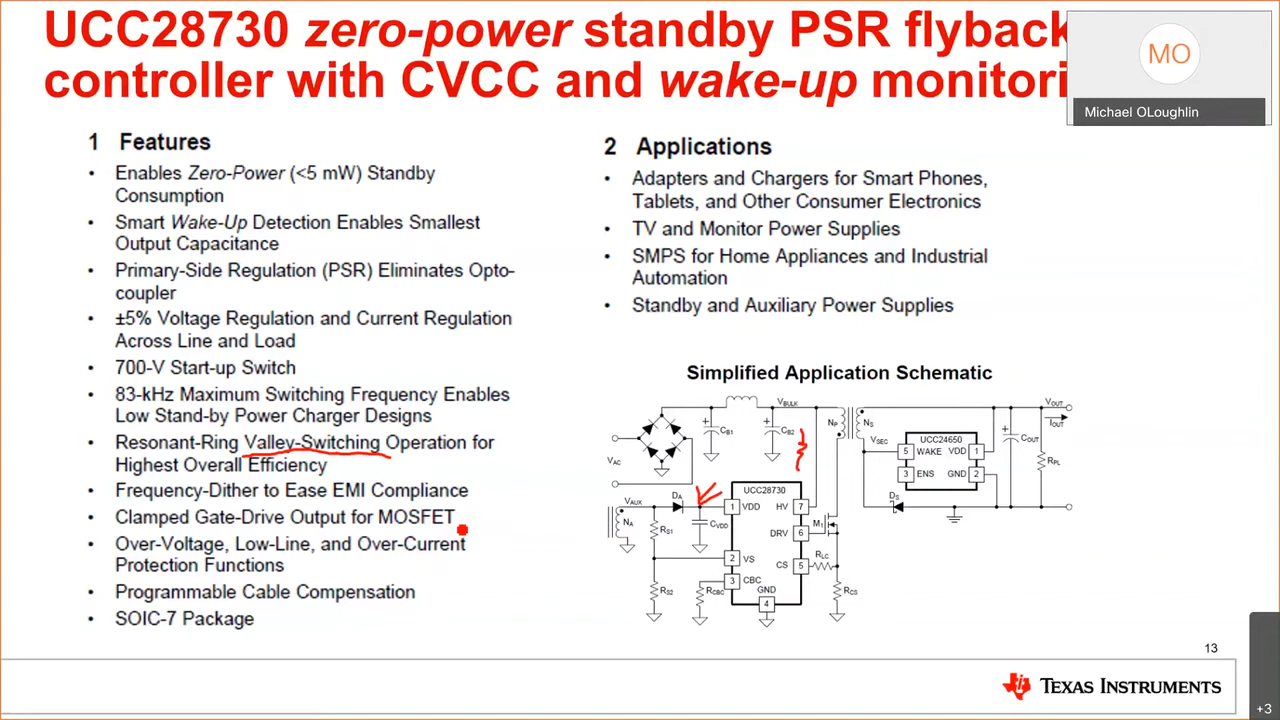 UCC28730 zero-power standby PSR flyback
controller with CVCC and wake-up monitori
MO
Michael OLoughlin
1 Features
• Enables Zero-Power (<5 mW) Standby
Consumption
• Smart Wake-Up Detection Enables Smallest
Output Capacitance
• Primary-Side Regulation (PSR) Eliminates Opto-
coupler
• ±5% Voltage Regulation and Current Regulation
Across Line and Load
• 700-V Start-up Switch
• 83-kHz Maximum Switching Frequency Enables
Low Stand-by Power Charger Designs
• Resonant-Ring Valley-Switching Operation for
Highest Overall Efficiency
• Frequency-Dither to Ease EMI Compliance
• Clamped Gate-Drive Output for MOSFET
• Over-Voltage, Low-Line, and Over-Current
Protection Functions
• Programmable Cable Compensation
• SOIC-7 Package
2 Applications
• Adapters and Chargers for Smart Phones,
Tablets, and Other Consumer Electronics
• TV and Monitor Power Supplies
• SMPS for Home Appliances and Industrial
Automation
• Standby and Auxiliary Power Supplies
Simplified Application Schematic
VBULK
VOUT
IOUT
CB1
CB2
NP
NS
VSEC
UCC24650
5 WAKE VDD 1
3 ENS GND 2
COUT
RPL
VAC
VAUX
DA
NA
RS1
CVDD
UCC28730
1 VDD
HV 7
DRV 6
M1
DS
2 VS
CS 5
RLC
3 CBC
GND
4
RS2
RCBC
RCS
13
TEXAS INSTRUMENTS
+3